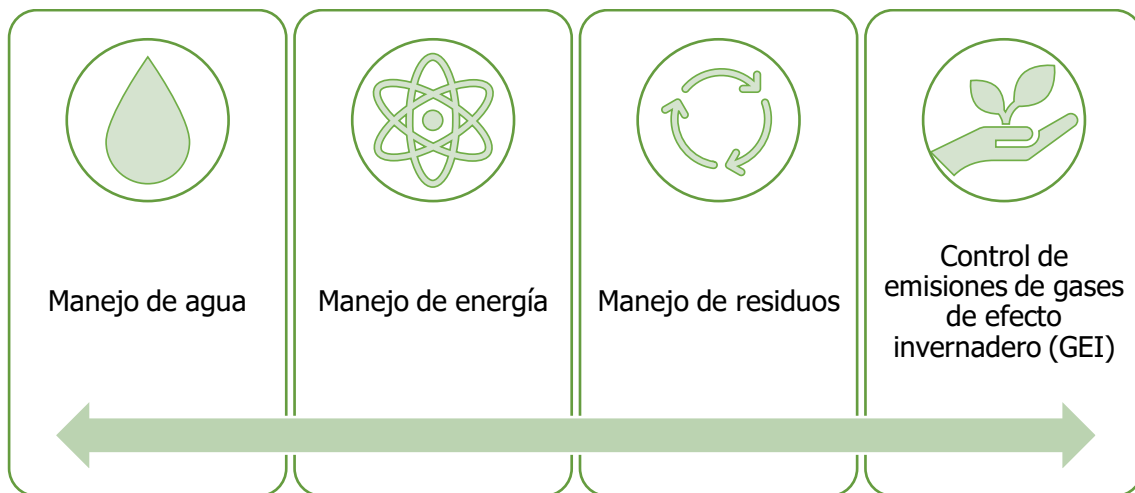 Manejo de agua
Manejo de energía
Manejo de residuos
Control de
emisiones de gases
de efecto
invernadero (GEI)